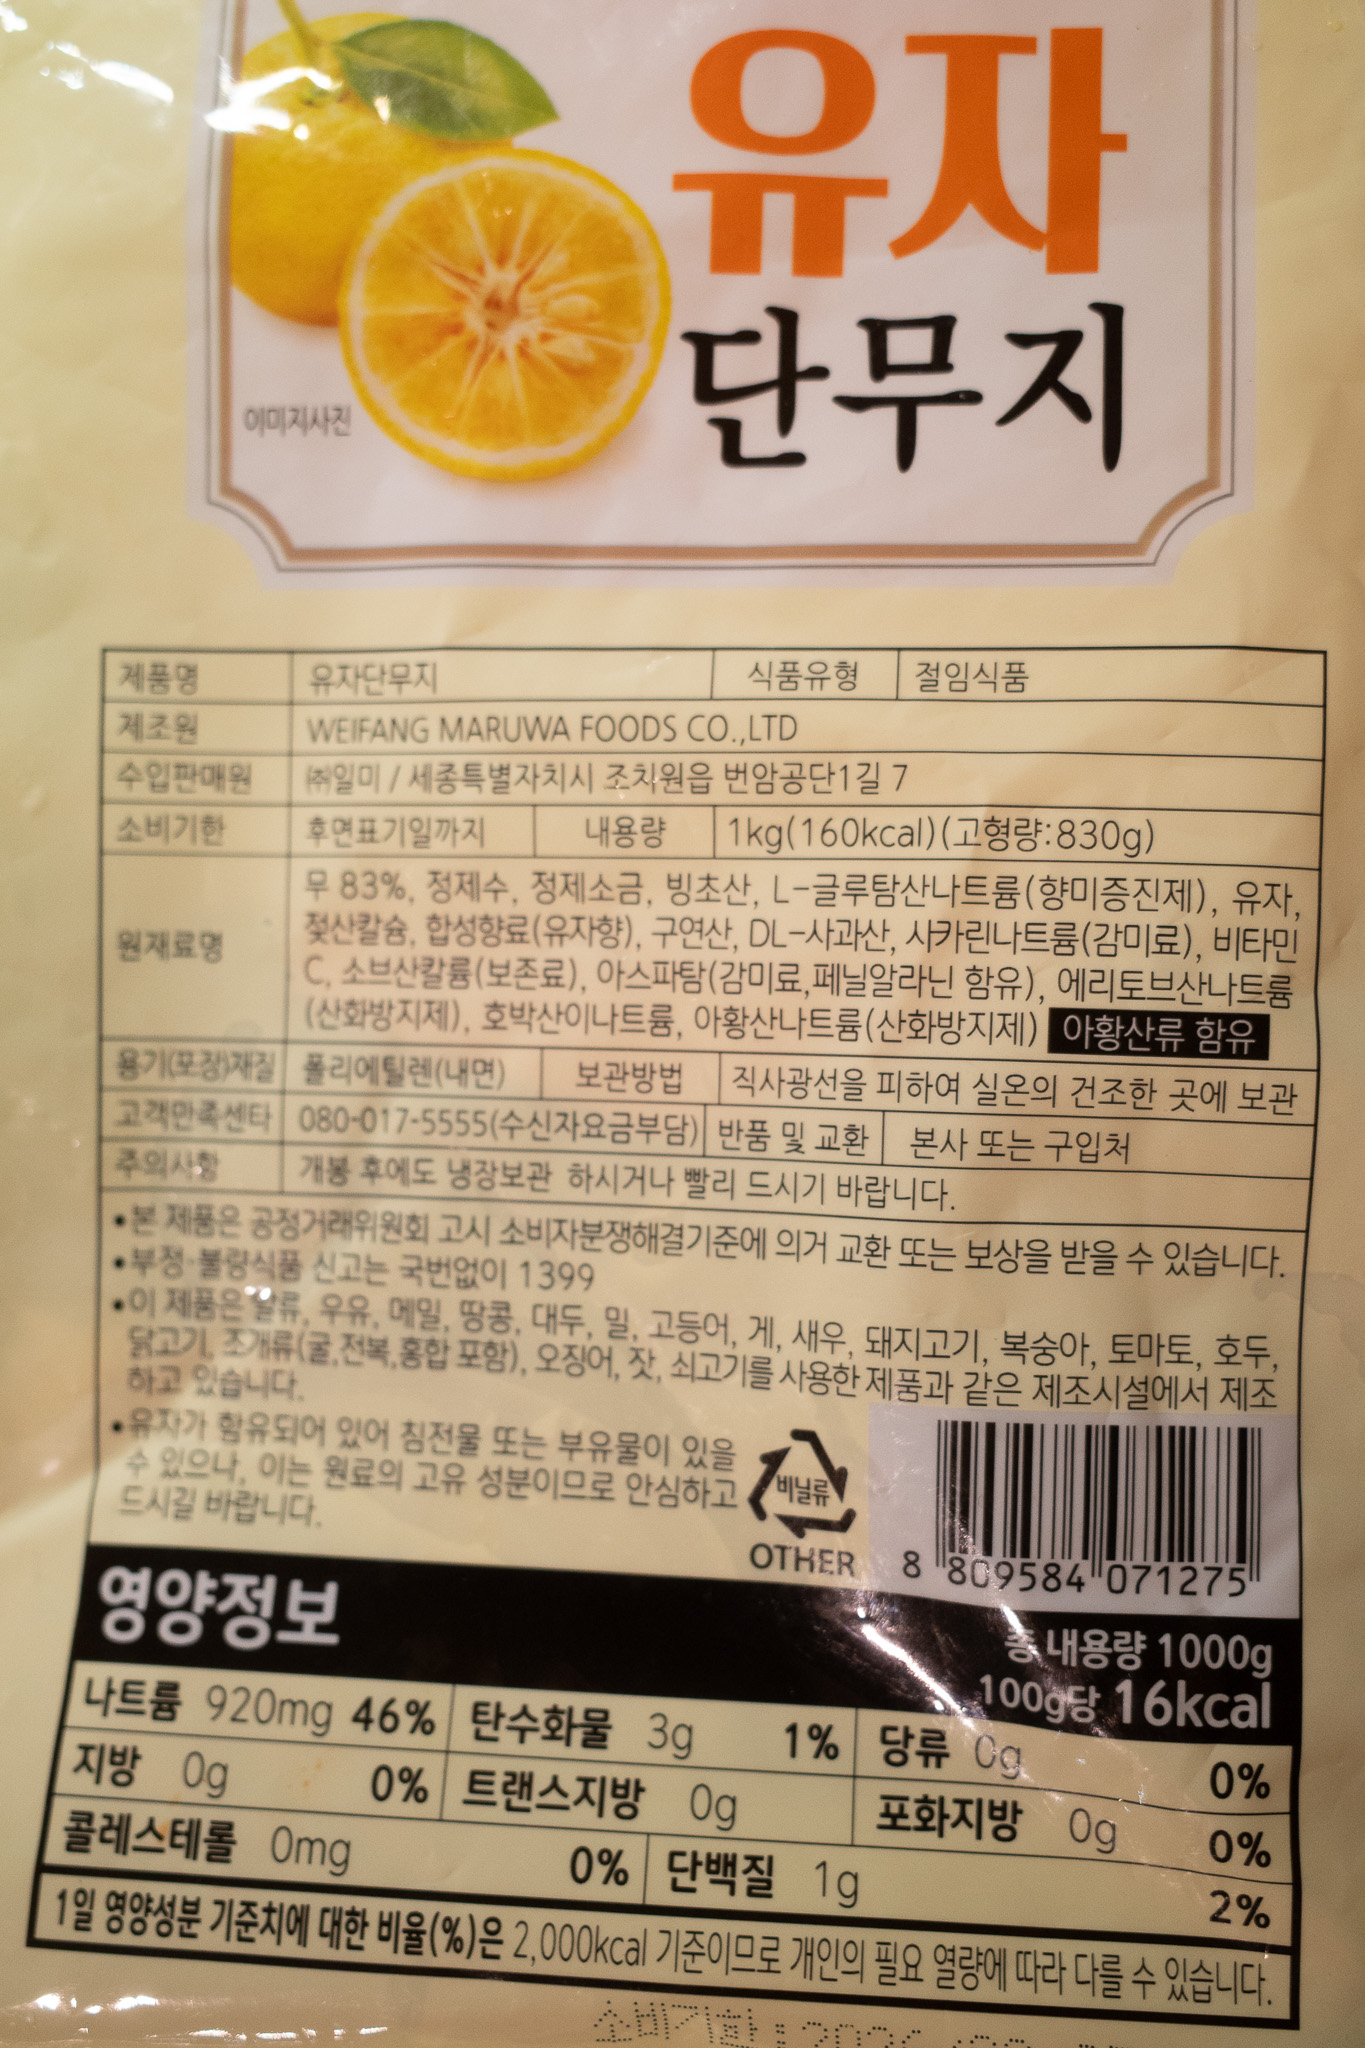 유자
단무지
이미지사진
제품명 유자단무지 식품유형 절임식품
제조원 WEIFANG MARUWA FOODS CO.,LTD
수입판매원 ㈜일미 / 세종특별자치시 조치원읍 번암공단1길 7
소비기한 후면표기일까지 내용량 1kg(160kcal)(고형량:830g)
원재료명 무 83%, 정제수, 정제소금, 빙초산, L-글루탐산나트륨(향미증진제), 유자,
젖산칼슘, 합성향료(유자향), 구연산, DL-사과산, 사카린나트륨(감미료), 비타민
C, 소브산칼륨(보존료), 아스파탐(감미료,페닐알라닌 함유), 에리토브산나트륨
(산화방지제), 호박산이나트륨, 아황산나트륨(산화방지제) 아황산류 함유
용기(포장)재질 폴리에틸렌(내면) 보관방법 직사광선을 피하여 실온의 건조한 곳에 보관
고객만족센타 080-017-5555(수신자요금부담) 반품 및 교환 본사 또는 구입처
주의사항 개봉 후에도 냉장보관 하시거나 빨리 드시기 바랍니다.
•본 제품은 공정거래위원회 고시 소비자분쟁해결기준에 의거 교환 또는 보상을 받을 수 있습니다.
•부정·불량식품 신고는 국번없이 1399
•이 제품은 알류, 우유, 메밀, 땅콩, 대두, 밀, 고등어, 게, 새우, 돼지고기, 복숭아, 토마토, 호두,
닭고기, 조개류(굴,전복,홍합 포함), 오징어, 잣, 쇠고기를 사용한 제품과 같은 제조시설에서 제조
하고 있습니다.
•유자가 함유되어 있어 침전물 또는 부유물이 있을
수 있으나, 이는 원료의 고유 성분이므로 안심하고
드시길 바랍니다.
비닐류
OTHER
8 809584 071275
영양정보
총 내용량 1000g
100g당 16kcal
나트륨 920mg 46% 탄수화물 3g 1% 당류 0g 0%
지방 0g 0% 트랜스지방 0g 포화지방 0g 0%
콜레스테롤 0mg 0% 단백질 1g 2%
1일 영양성분 기준치에 대한 비율(%)은 2,000kcal 기준이므로 개인의 필요 열량에 따라 다를 수 있습니다.
소비기한 :